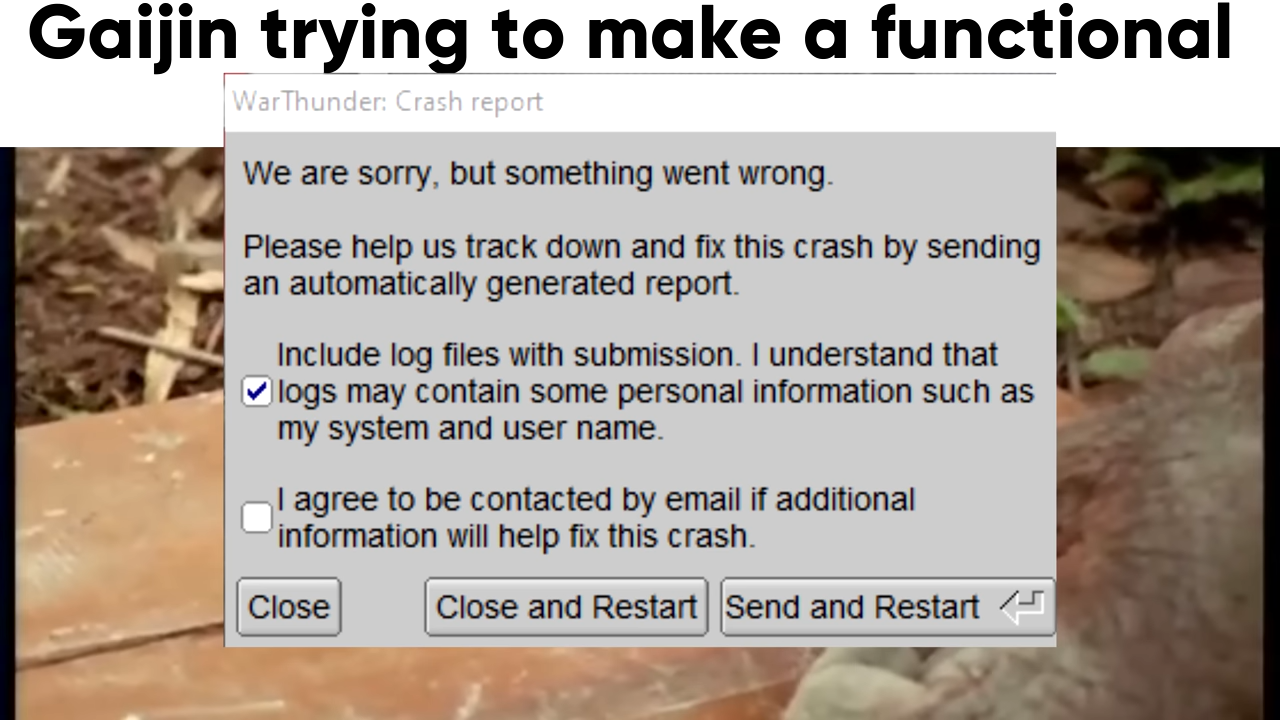 Gaijin trying to make a functional
WarThunder: Crash report
We are sorry, but something went wrong.
Please help us track down and fix this crash by sending
an automatically generated report.
Include log files with submission. I understand that
logs may contain some personal information such as
my system and user name.
I agree to be contacted by email if additional
information will help fix this crash.
Close
Close and Restart
Send and Restart